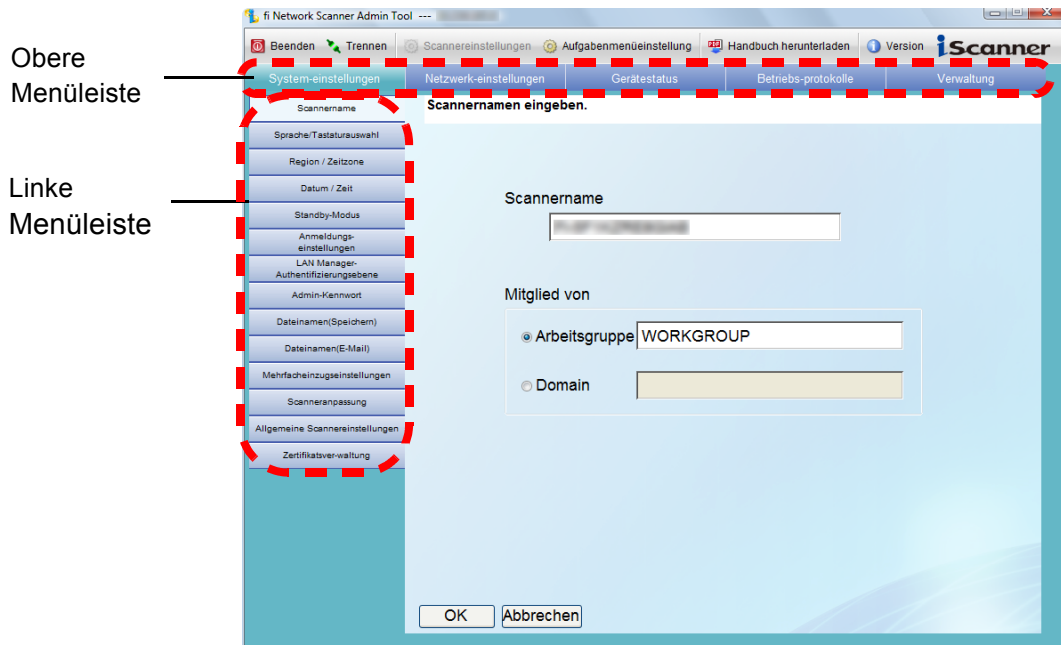 fi Network Scanner Admin Tool ---
Beenden Trennen Scannereinstellungen Aufgabenmenüeinstellung Handbuch herunterladen Version iScanner
Obere
Menüleiste
System-einstellungen Netzwerk-einstellungen Gerätestatus Betriebs-protokolle Verwaltung
Scannername
Scannernamen eingeben.
Sprache/Tastaturauswahl
Region / Zeitzone
Linke
Menüleiste
Datum / Zeit
Standby-Modus
Anmeldungs-
einstellungen
LAN Manager-
Authentifizierungsebene
Admin-Kennwort
Dateinamen(Speichern)
Dateinamen(E-Mail)
Mehrfacheinzugseinstellungen
Scanneranpassung
Allgemeine Scannereinstellungen
Zertifikatsver-waltung
Scannername
Mitglied von
Arbeitsgruppe WORKGROUP
Domain
OK Abbrechen